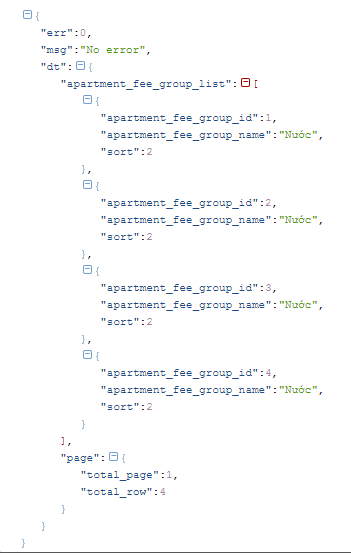 {
"err":0,
"msg":"No error",
"dt":{
"apartment_fee_group_list":[
{
"apartment_fee_group_id":1,
"apartment_fee_group_name":"Nước",
"sort":2
},
{
"apartment_fee_group_id":2,
"apartment_fee_group_name":"Nước",
"sort":2
},
{
"apartment_fee_group_id":3,
"apartment_fee_group_name":"Nước",
"sort":2
},
{
"apartment_fee_group_id":4,
"apartment_fee_group_name":"Nước",
"sort":2
}
],
"page":{
"total_page":1,
"total_row":4
}
}
}